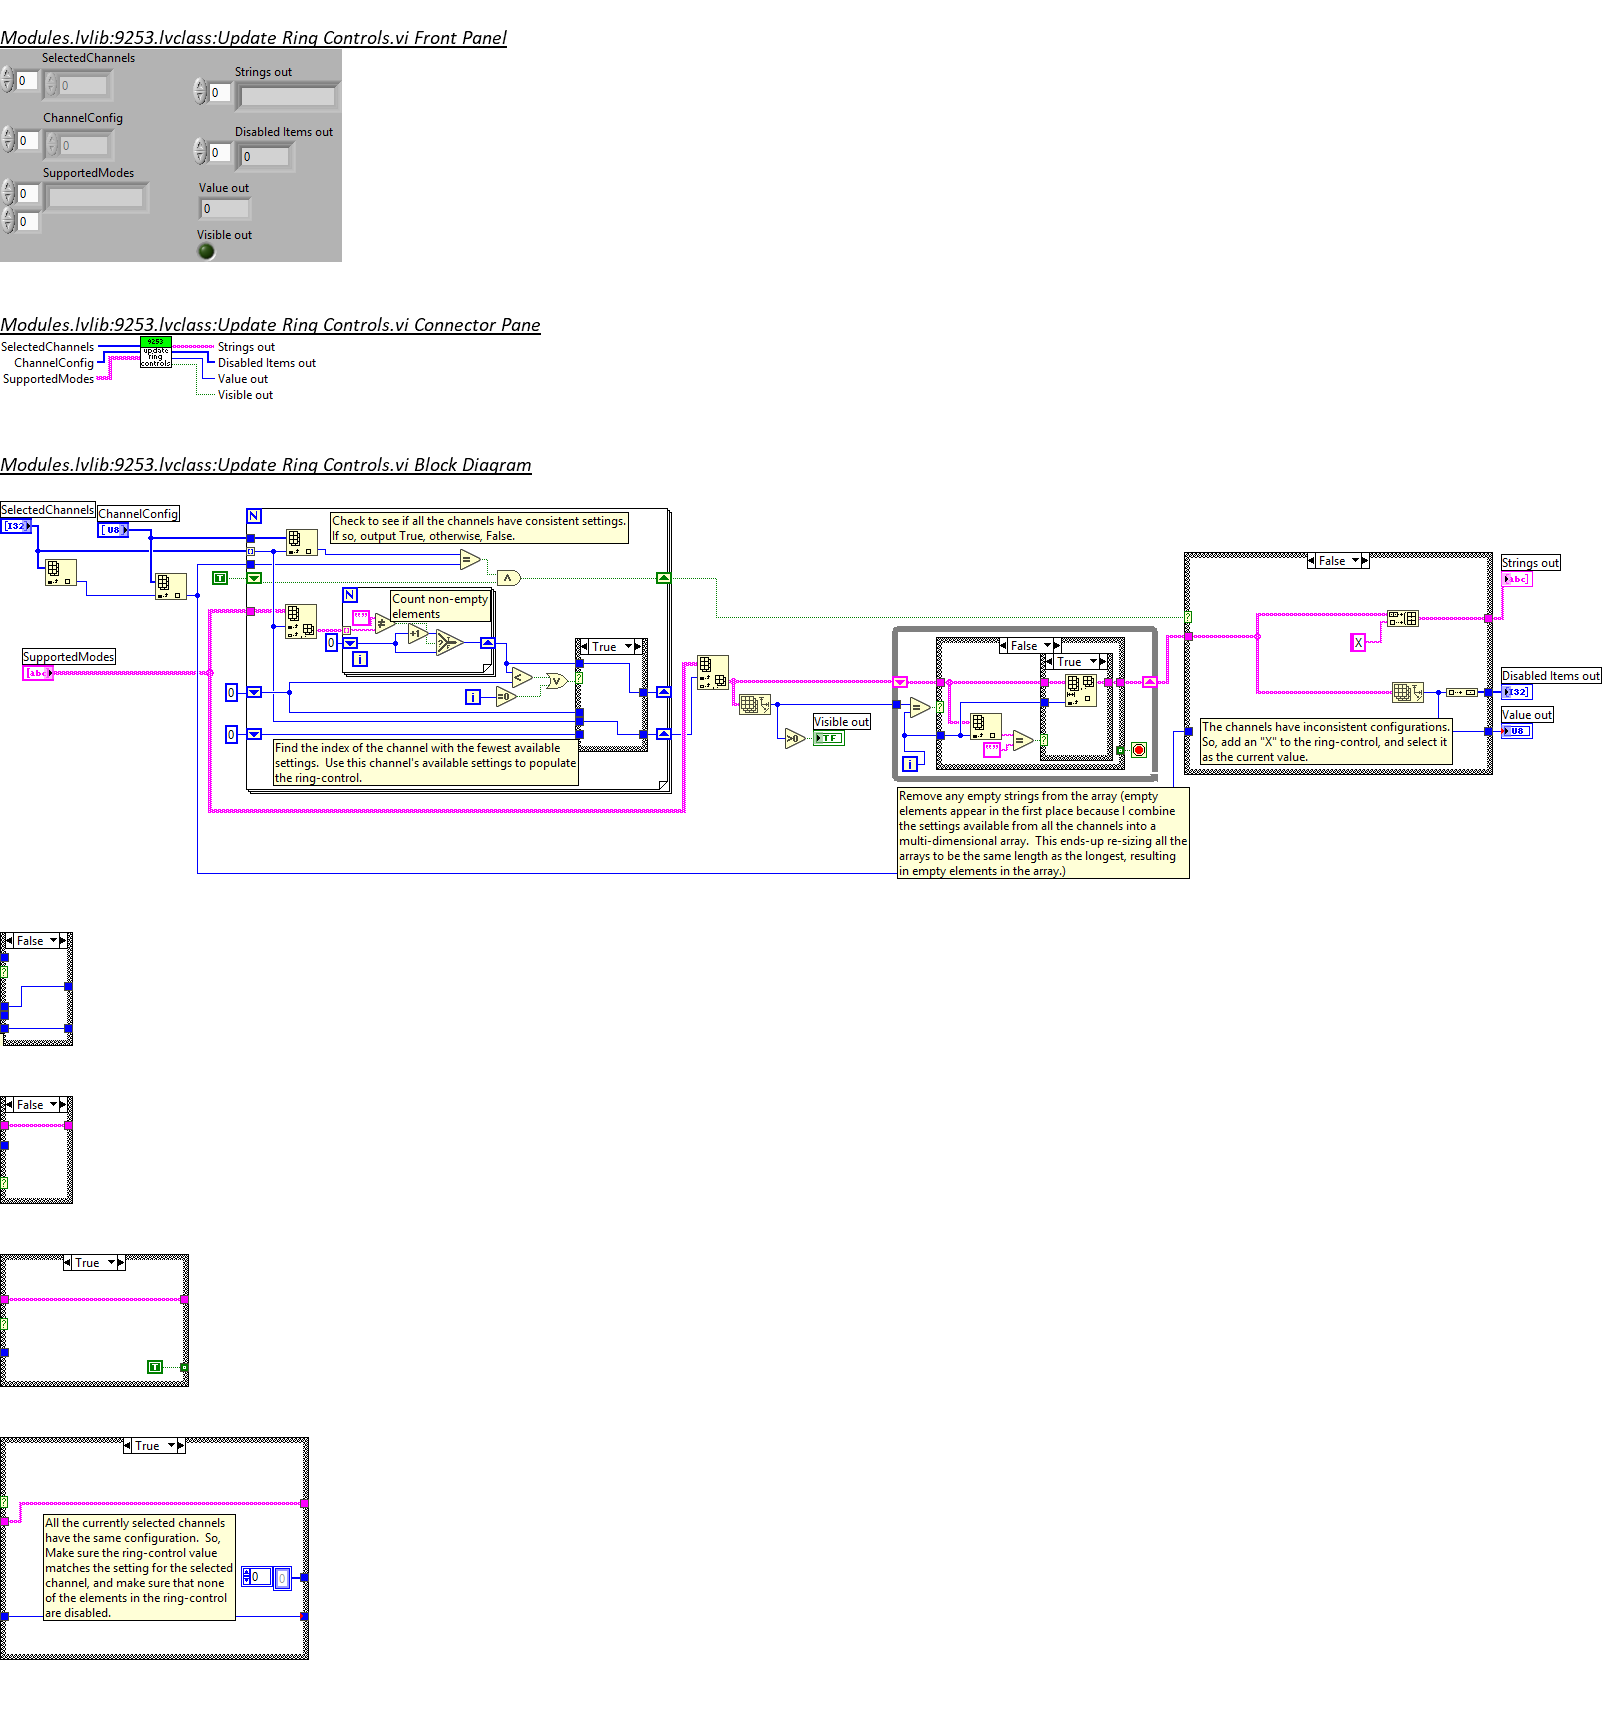 Modules.lvlib:9253.lvclass:Update Ring Controls.vi Front Panel
SelectedChannels
0
0
Strings out
0
ChannelConfig
0
0
Disabled Items out
0
0
SupportedModes
0
0
Value out
0
Visible out
Modules.lvlib:9253.lvclass:Update Ring Controls.vi Connector Pane
SelectedChannels
ChannelConfig
SupportedModes
9253
update
ring
controls
Strings out
Disabled Items out
Value out
Visible out
Modules.lvlib:9253.lvclass:Update Ring Controls.vi Block Diagram
SelectedChannels
[I32]
ChannelConfig
[U8]
SupportedModes
[abc]
N
Check to see if all the channels have consistent settings.
If so, output True, otherwise, False.
T
=
∧
N
Count non-empty
elements
""
≠
+1
?
0
i
True
<
∨
i
=0
0
0
Find the index of the channel with the fewest available
settings. Use this channel's available settings to populate
the ring-control.
>0
Visible out
TF
False
True
=
i
""
=
Remove any empty strings from the array (empty
elements appear in the first place because I combine
the settings available from all the channels into a
multi-dimensional array. This ends-up re-sizing all the
arrays to be the same length as the longest, resulting
in empty elements in the array.)
False
X
The channels have inconsistent configurations.
So, add an "X" to the ring-control, and select it
as the current value.
Strings out
[abc]
Disabled Items out
[I32]
Value out
U8
False
False
True
T
True
All the currently selected channels
have the same configuration. So,
Make sure the ring-control value
matches the setting for the selected
channel, and make sure that none
of the elements in the ring-control
are disabled.
0
0